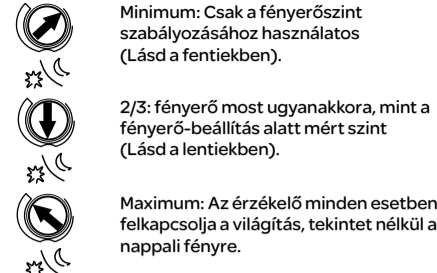 Minimum: Csak a fényerőszint
szabályozásához használatos
(Lásd a fentiekben).
2/3: fényerő most ugyanakkora, mint a
fényerő-beállítás alatt mért szint
(Lásd a lentiekben).
Maximum: Az érzékelő minden esetben
felkapcsolja a világítás, tekintet nélkül a
nappali fényre.